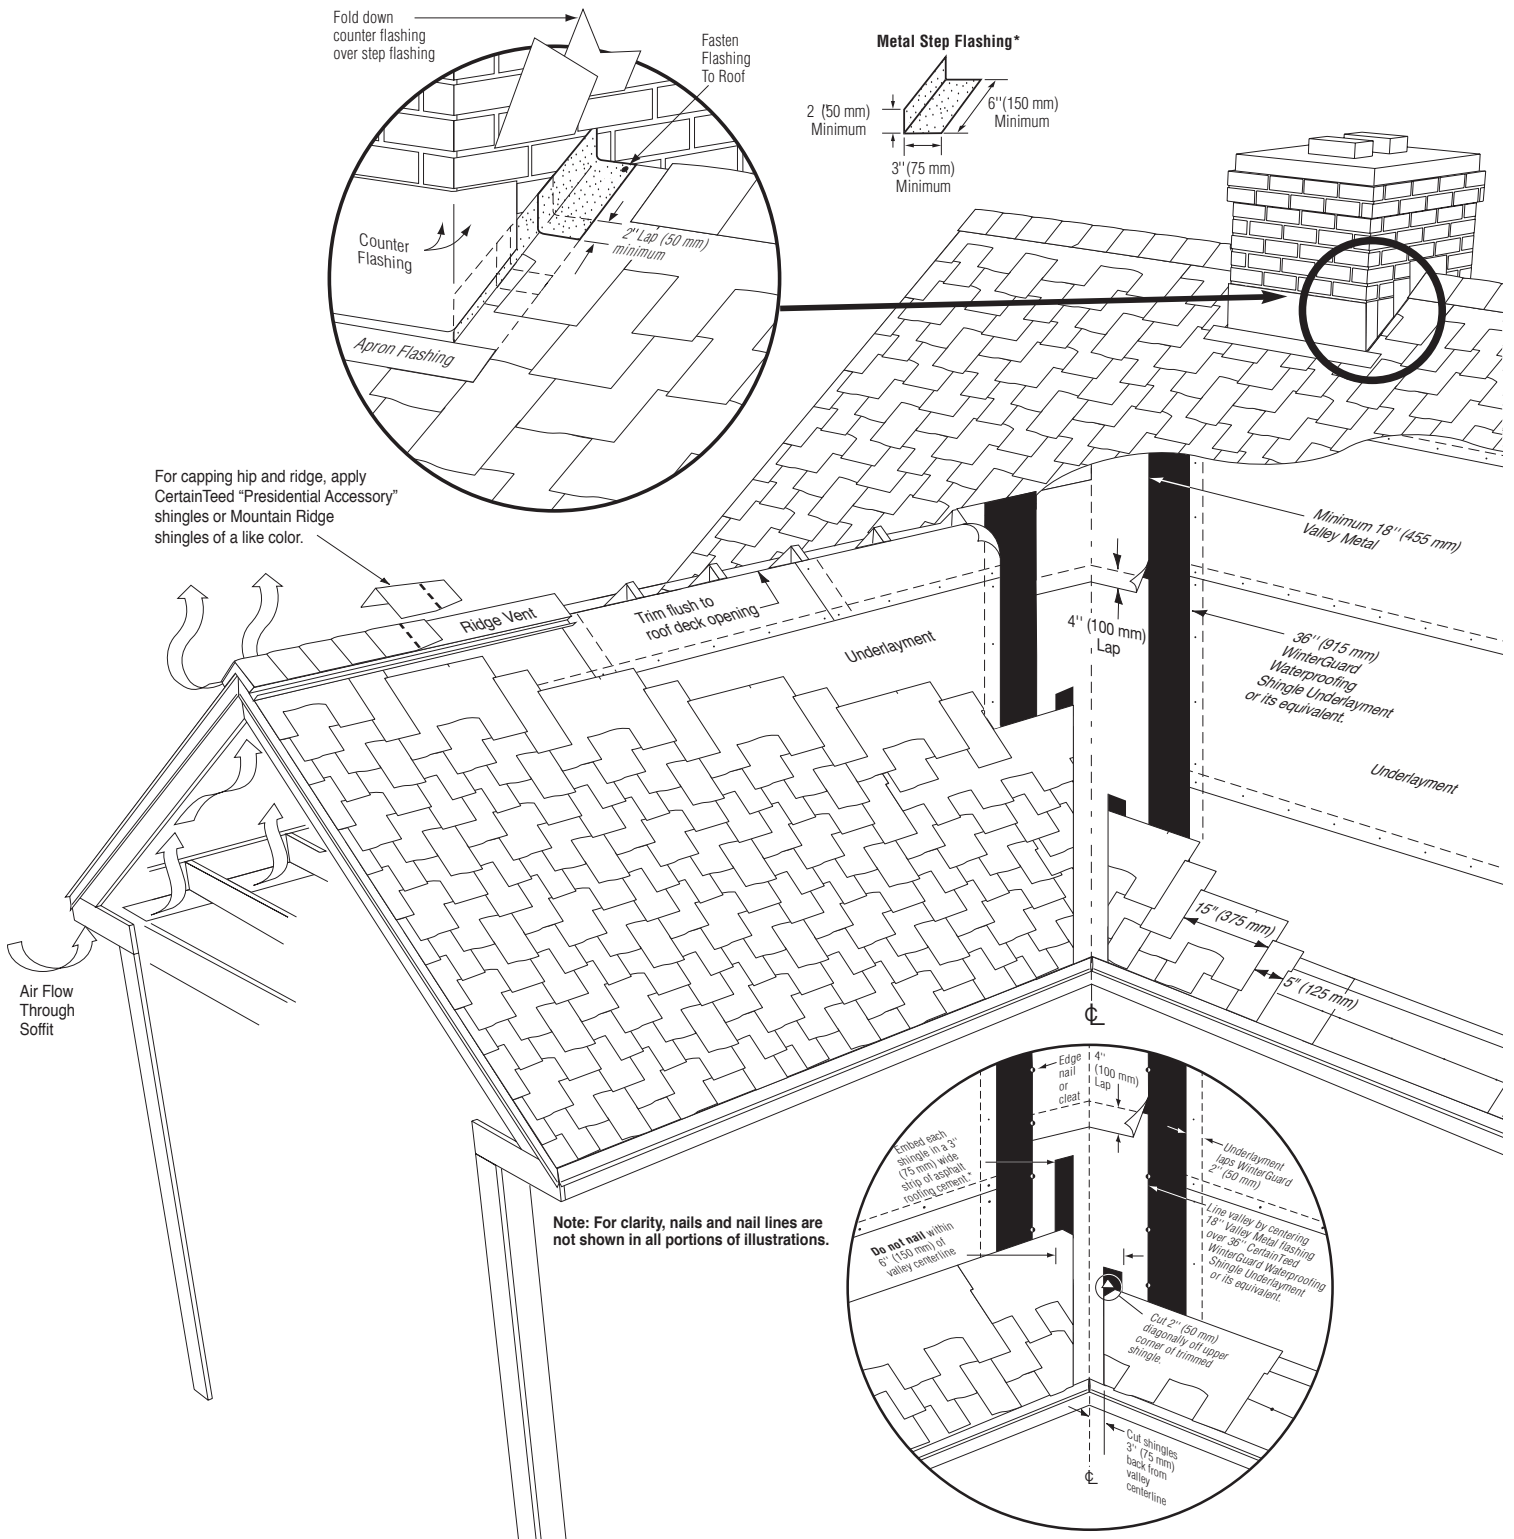 Fold down
counter flashing
over step flashing
Fasten
Flashing
To Roof
Metal Step Flashing*
2 (50 mm)
Minimum
6'' (150 mm)
Minimum
3'' (75 mm)
Minimum
Counter
Flashing
2'' Lap (50 mm)
minimum
Apron Flashing
For capping hip and ridge, apply
CertainTeed “Presidential Accessory”
shingles or Mountain Ridge
shingles of a like color.
Ridge Vent
Trim flush to
roof deck opening
Underlayment
Minimum 18'' (455 mm)
Valley Metal
4'' (100 mm)
Lap
36'' (915 mm)
WinterGuard
Waterproofing
Shingle Underlayment
or its equivalent.
Underlayment
15" (375 mm)
5" (125 mm)
Air Flow
Through
Soffit
℄
Note: For clarity, nails and nail lines are
not shown in all portions of illustrations.
Edge
nail
or
cleat
4''
(100 mm)
Lap
Embed each
shingle in a 3''
(75 mm) wide
strip of asphalt
roofing cement.*
Do not nail within
6'' (150 mm) of
valley centerline
Underlayment
laps WinterGuard
2'' (50 mm)
Line valley by centering
18'' Valley Metal flashing
over 36'' CertainTeed
WinterGuard Waterproofing
Shingle Underlayment
or its equivalent.
Cut 2'' (50 mm)
diagonally off upper
corner of trimmed
shingle.
Cut shingles
3'' (75 mm)
back from
valley
centerline
℄